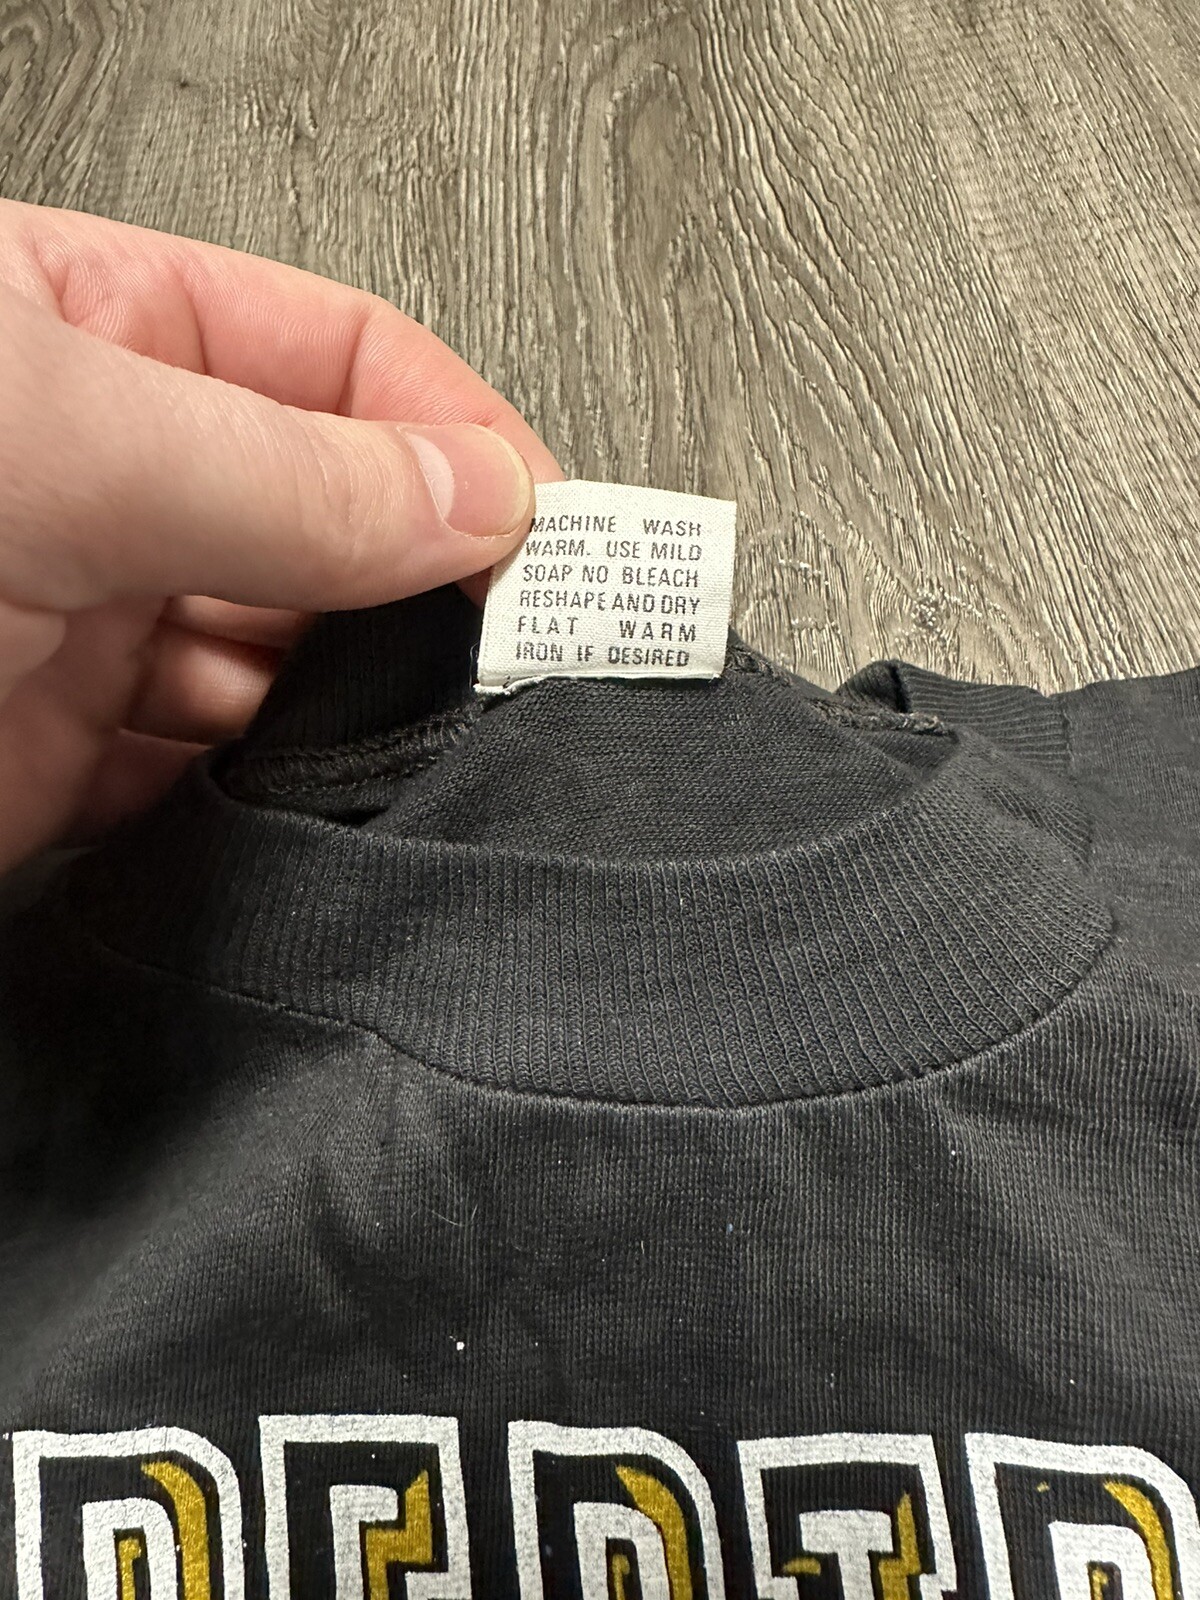 MACHINE WASH
WARM. USE MILD
SOAP NO BLEACH
RESHAPE AND DRY
FLAT WARM
IRON IF DESIRED